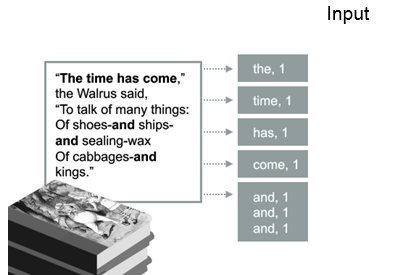 Input
“The time has come,”
the Walrus said,
“To talk of many things:
Of shoes-and ships-
and sealing-wax
Of cabbages-and
kings.”
the, 1
time, 1
has, 1
come, 1
and, 1
and, 1
and, 1